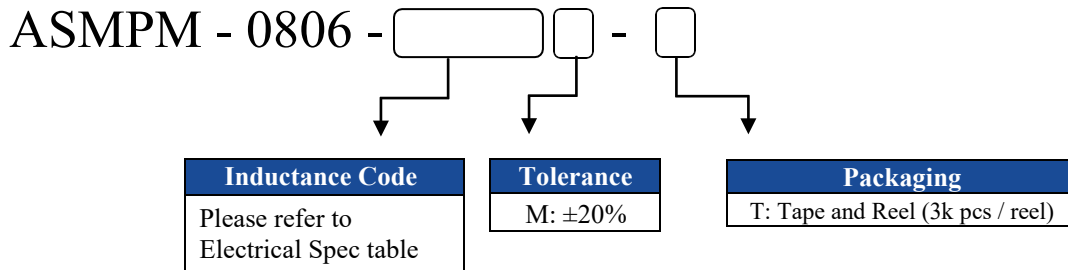 ASMPM - 0806 - -
Inductance Code
Please refer to
Electrical Spec table
Tolerance
M: ±20%
Packaging
T: Tape and Reel (3k pcs / reel)